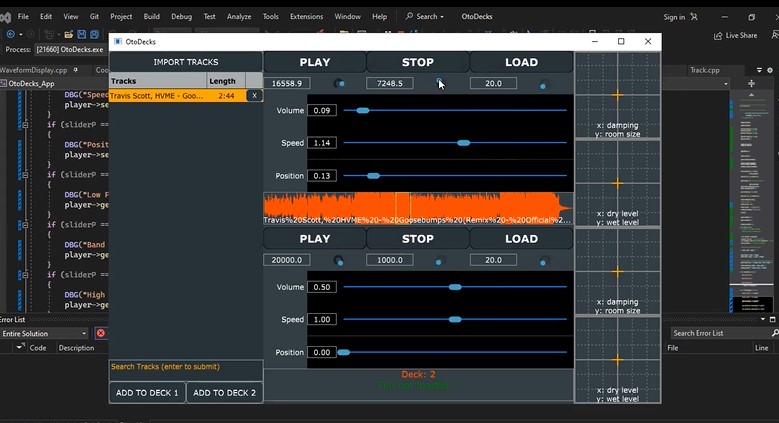 File Edit View Git Project Build Debug Test Analyze Tools Extensions Window Help Search OtoDecks Sign in
Live Share
Process: [21660] OtoDecks.exe
OtoDecks
WaveformDisplay.cpp
Track.cpp
OtoDecks_App
IMPORT TRACKS
Tracks Length
Travis Scott, HVME - Goo... 2:44 X
PLAY STOP LOAD
16558.9 7248.5 20.0
Volume 0.09
Speed 1.14
Position 0.13
Travis%20Scott,%20HVME%20-%20Goosebumps%20(Remix%20-%20Official%2...
PLAY STOP LOAD
20000.0 1000.0 20.0
Volume 0.50
Speed 1.00
Position 0.00
Deck: 2
x: damping
y: room size
x: dry level
y: wet level
x: damping
y: room size
x: dry level
y: wet level
Search Tracks (enter to submit)
ADD TO DECK 1 ADD TO DECK 2
DBG("Speed
player->se
}
if (sliderP ==
{
DBG("Posit
player->se
}
if (sliderP ==
{
DBG("Low P
player->ge
}
if (sliderP ==
{
DBG("Band
player->ge
}
if (sliderP ==
{
DBG("High
player->ge
Error List
Entire Solution
Search Error List
Code Description
File Line